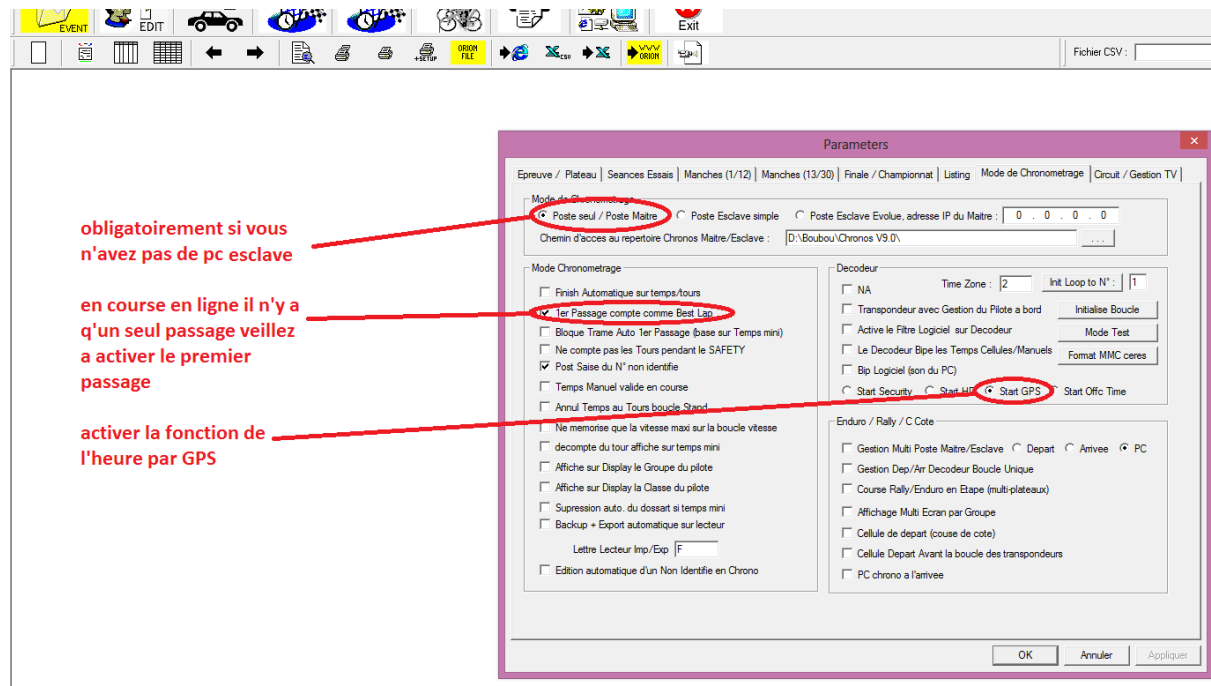 EVENT
EDIT
Exit
+SETUP
ORION FILE
CSV
ORION
Fichier CSV :
Parameters
Epreuve / Plateau
Seances Essais
Manches (1/12)
Manches (13/30)
Finale / Championnat
Listing
Mode de Chronometrage
Circuit / Gestion TV
obligatoirement si vous
n'avez pas de pc esclave
en course en ligne il n'y a
q'un seul passage veillez
a activer le premier
passage
activer la fonction de
l'heure par GPS
Mode de Chronometrage
Poste seul / Poste Maitre
Poste Esclave simple
Poste Esclave Evolue, adresse IP du Maitre : 0 . 0 . 0 . 0
Chemin d'acces au repertoire Chronos Maitre/Esclave : D:\Boubou\Chronos V9.0\ ...
Mode Chronometrage
Finish Automatique sur temps/tours
1er Passage compte comme Best Lap
Bloque Trame Auto 1er Passage (base sur Temps mini)
Ne compte pas les Tours pendant le SAFETY
Post Saise du N° non identifie
Temps Manuel valide en course
Annul Temps au Tours boucle Stand
Ne memorise que la vitesse maxi sur la boucle vitesse
decompte du tour affiche sur temps mini
Affiche sur Display le Groupe du pilote
Affiche sur Display la Classe du pilote
Supression auto. du dossart si temps mini
Backup + Export automatique sur lecteur
Lettre Lecteur Imp/Exp F
Edition automatique d'un Non Identifie en Chrono
Decodeur
NA
Time Zone : 2
Init Loop to N° : 1
Transpondeur avec Gestion du Pilote a bord
Initialise Boucle
Active le Filtre Logiciel sur Decodeur
Mode Test
Le Decodeur Bipe les Temps Cellules/Manuels
Format MMC ceres
Bip Logiciel (son du PC)
Start Security
Start HF
Start GPS
Start Offc Time
Enduro / Rally / C Cote
Gestion Multi Poste Maitre/Esclave
Depart
Arrivee
PC
Gestion Dep/Arr Decodeur Boucle Unique
Course Rally/Enduro en Etape (multi-plateaux)
Affichage Multi Ecran par Groupe
Cellule de depart (couse de cote)
Cellule Depart Avant la boucle des transpondeurs
PC chrono a l'arrivee
OK
Annuler
Appliquer